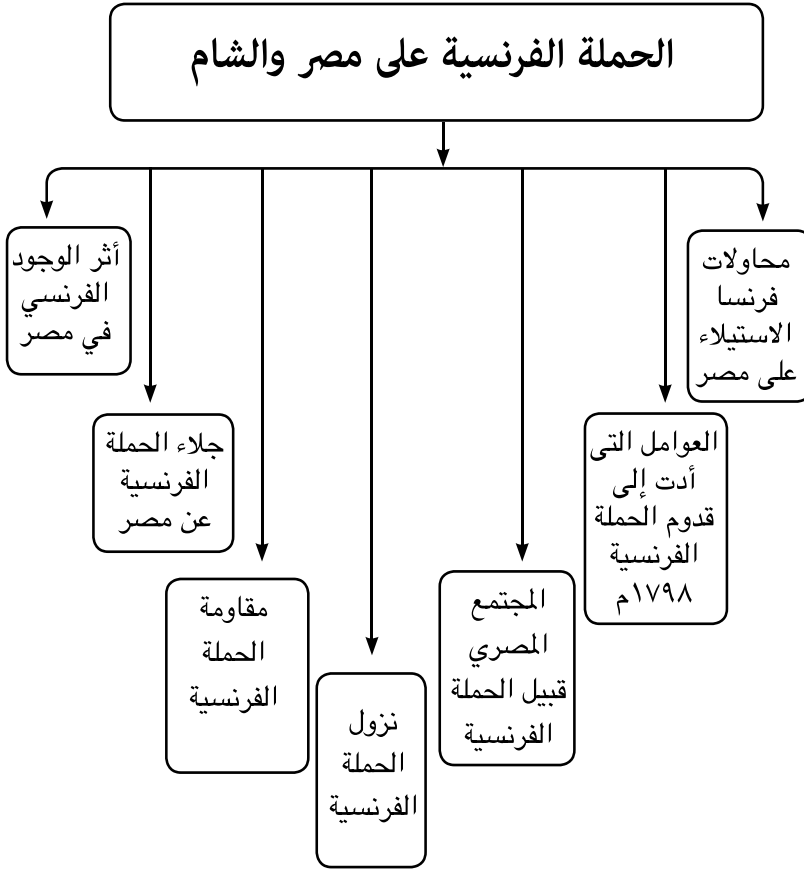 الحملة الفرنسية على مصر والشام
محاولات
فرنسا
الاستيلاء
على مصر
العوامل التى
أدت إلى
قدوم الحملة
الفرنسية
١٧٩٨م
المجتمع
المصري
قبيل الحملة
الفرنسية
نزول
الحملة
الفرنسية
مقاومة
الحملة
الفرنسية
جلاء الحملة
الفرنسية
عن مصر
أثر الوجود
الفرنسي
في مصر